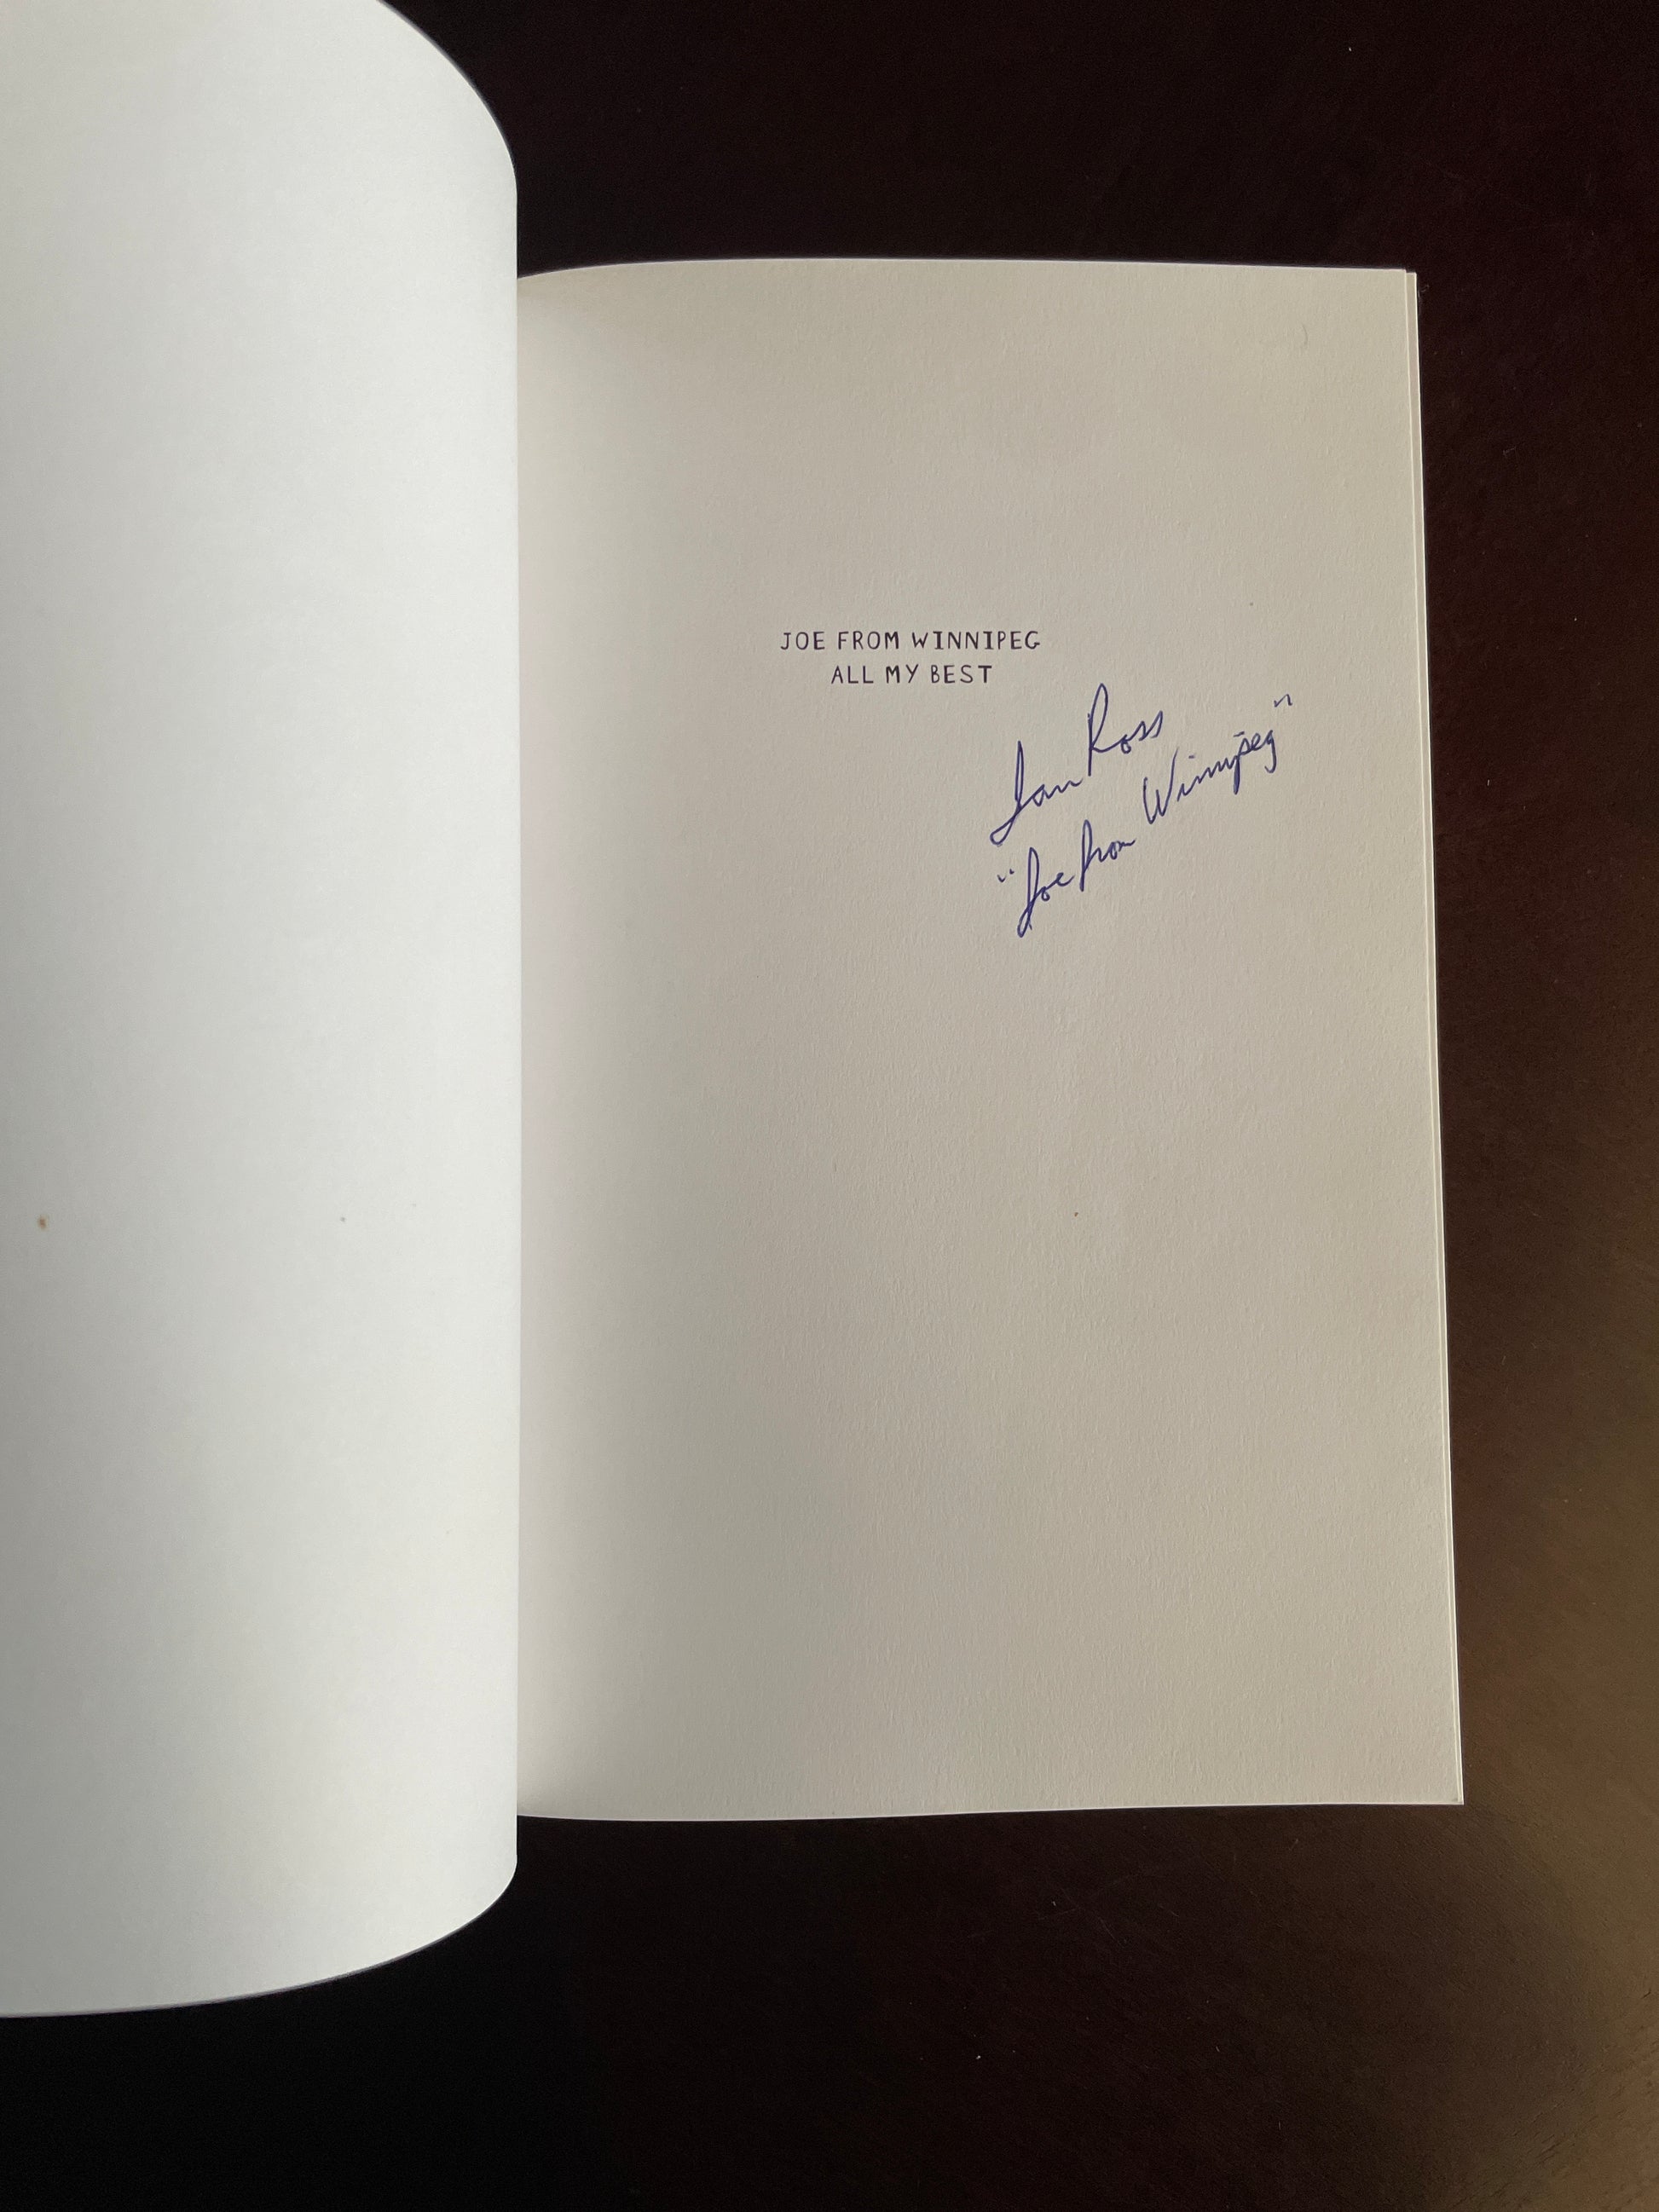 JOE FROM WINNIPEG
ALL MY BEST
Ian Ross
"Joe from Winnipeg"